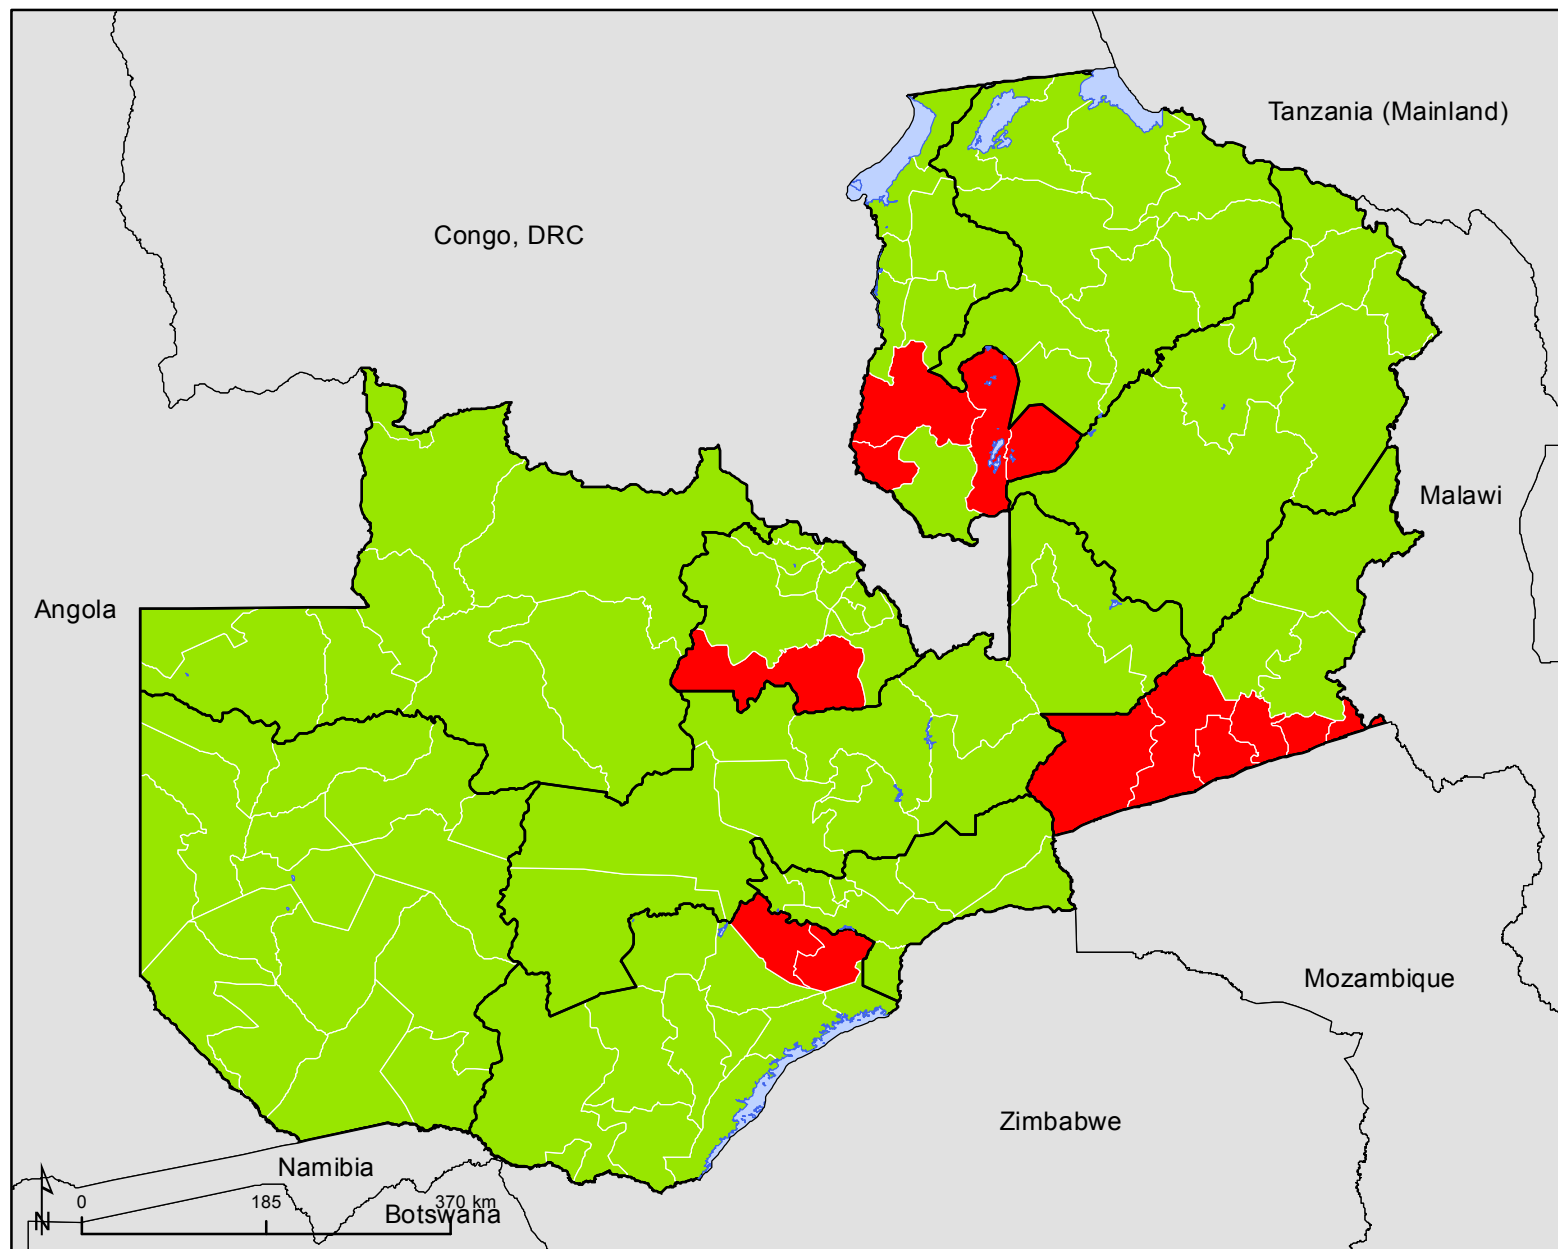 Tanzania (Mainland)
Congo, DRC
Malawi
Angola
Mozambique
Zimbabwe
Namibia
Botswana
N
0 185 370 km